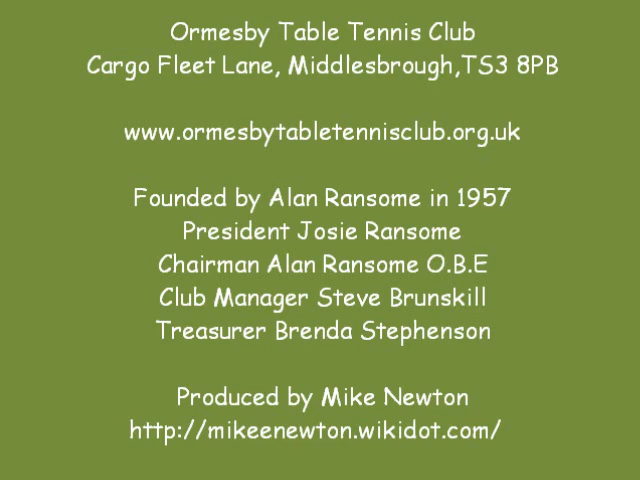 Ormesby Table Tennis Club
Cargo Fleet Lane, Middlesbrough,TS3 8PB
www.ormesbytabletennisclub.org.uk
Founded by Alan Ransome in 1957
President Josie Ransome
Chairman Alan Ransome O.B.E
Club Manager Steve Brunskill
Treasurer Brenda Stephenson
Produced by Mike Newton
http://mikeenewton.wikidot.com/